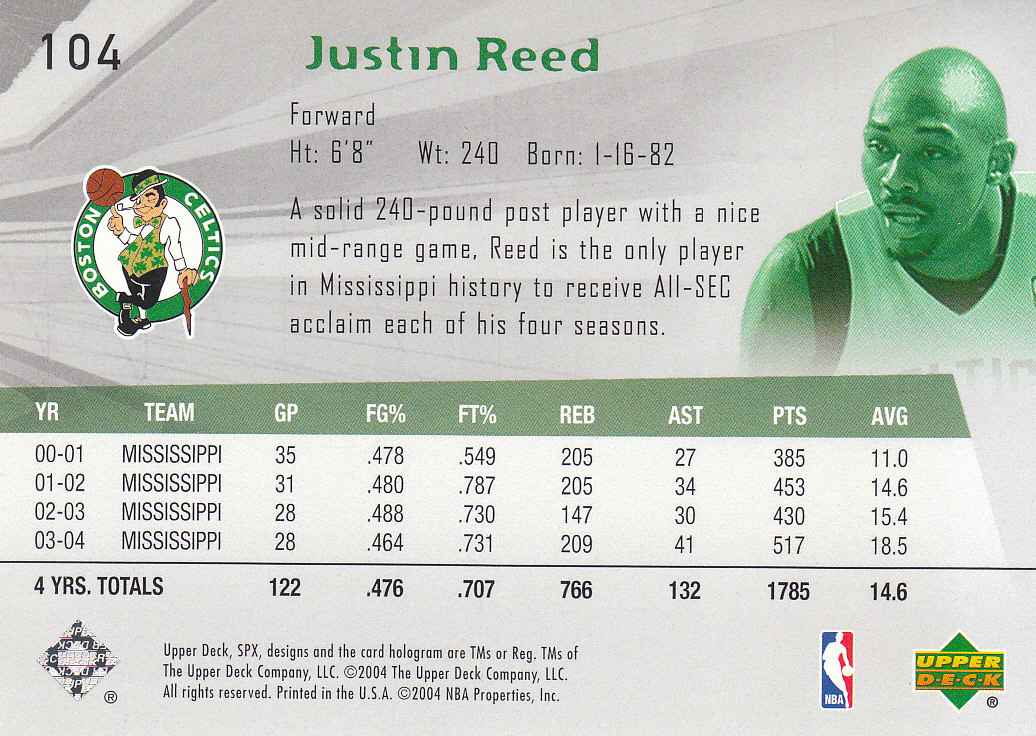 104
Justin Reed
Forward
Ht: 6'8" Wt: 240 Born: 1-16-82
BOSTON CELTICS
A solid 240-pound post player with a nice
mid-range game, Reed is the only player
in Mississippi history to receive All-SEC
acclaim each of his four seasons.
YR TEAM GP FG% FT% REB AST PTS AVG
00-01 MISSISSIPPI 35 .478 .549 205 27 385 11.0
01-02 MISSISSIPPI 31 .480 .787 205 34 453 14.6
02-03 MISSISSIPPI 28 .488 .730 147 30 430 15.4
03-04 MISSISSIPPI 28 .464 .731 209 41 517 18.5
4 YRS. TOTALS 122 .476 .707 766 132 1785 14.6
Upper Deck, SPX, designs and the card hologram are TMs or Reg. TMs of
The Upper Deck Company, LLC. ©2004 The Upper Deck Company, LLC.
All rights reserved. Printed in the U.S.A. ©2004 NBA Properties, Inc.
®
NBA
UPPER
D·E·C·K
®